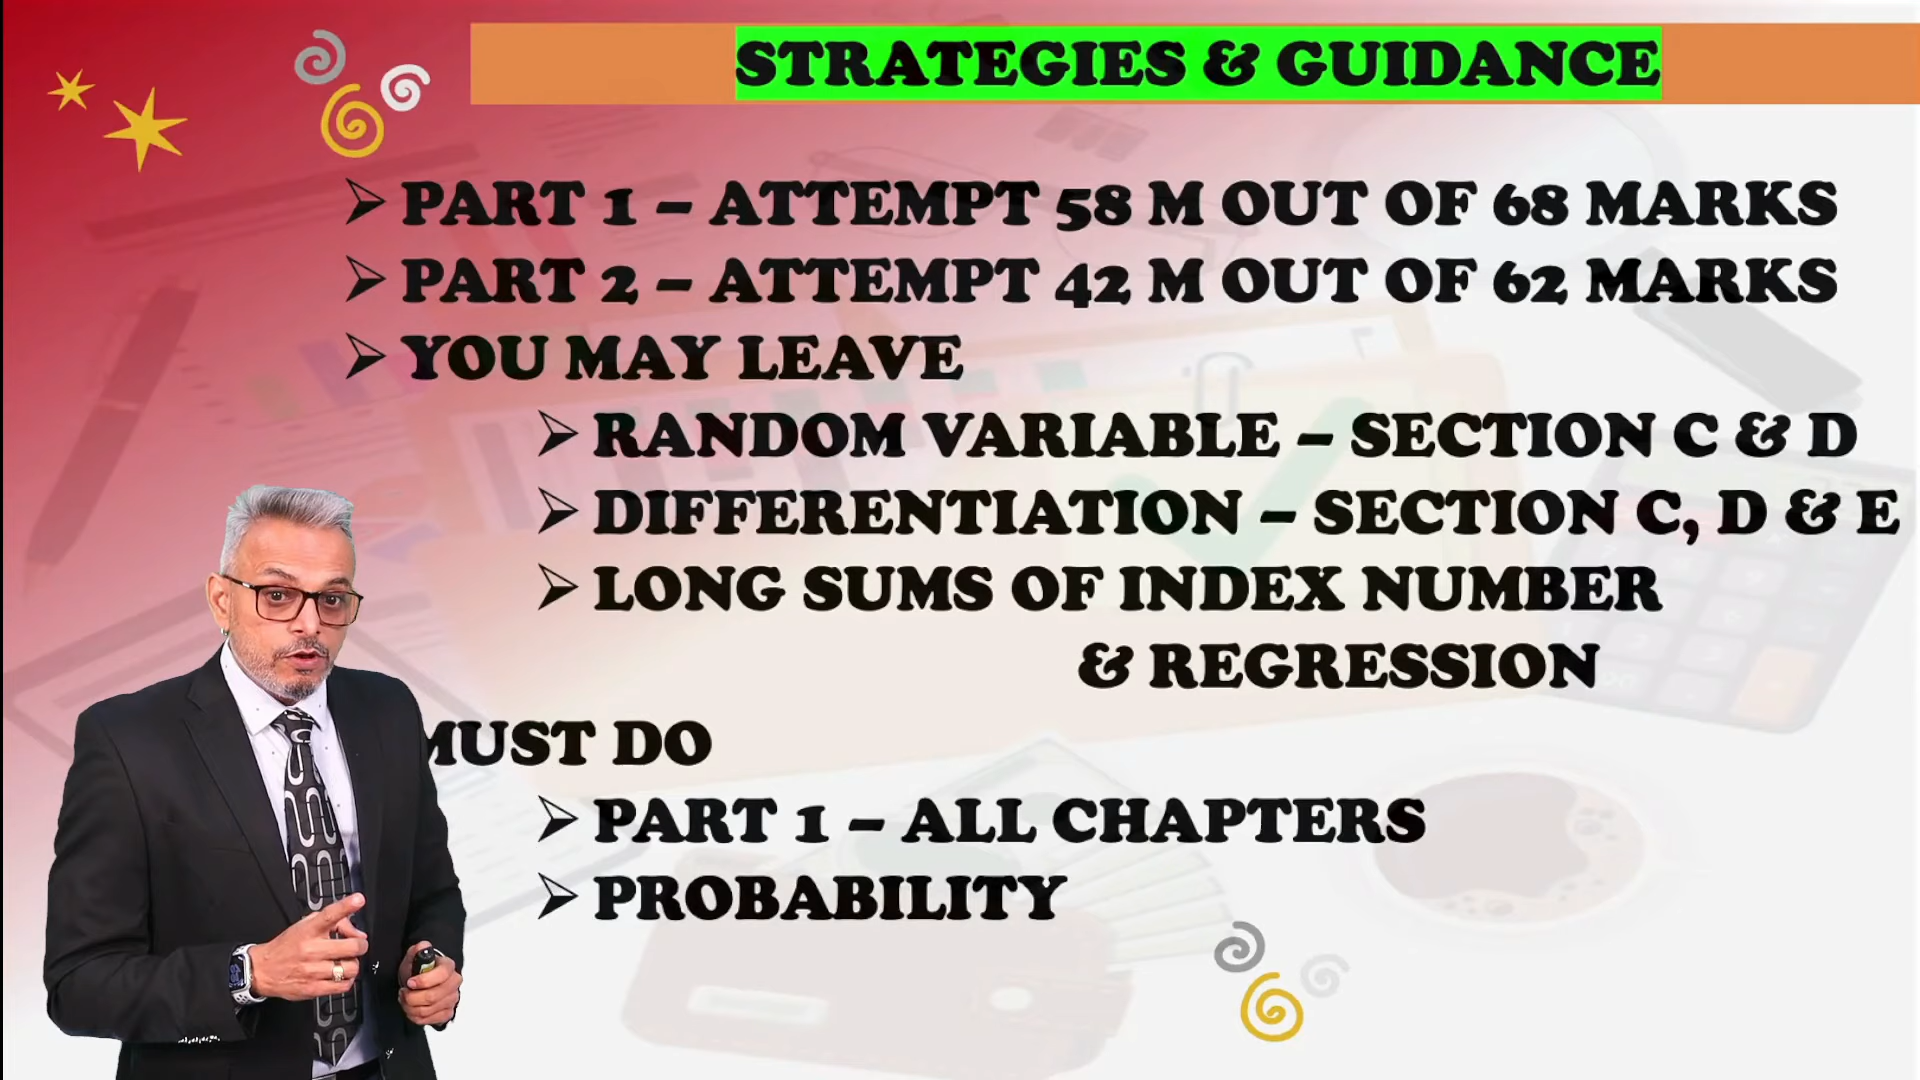 STRATEGIES & GUIDANCE
PART 1 – ATTEMPT 58 M OUT OF 68 MARKS
PART 2 – ATTEMPT 42 M OUT OF 62 MARKS
YOU MAY LEAVE
RANDOM VARIABLE – SECTION C & D
DIFFERENTIATION – SECTION C, D & E
LONG SUMS OF INDEX NUMBER
& REGRESSION
MUST DO
PART 1 – ALL CHAPTERS
PROBABILITY